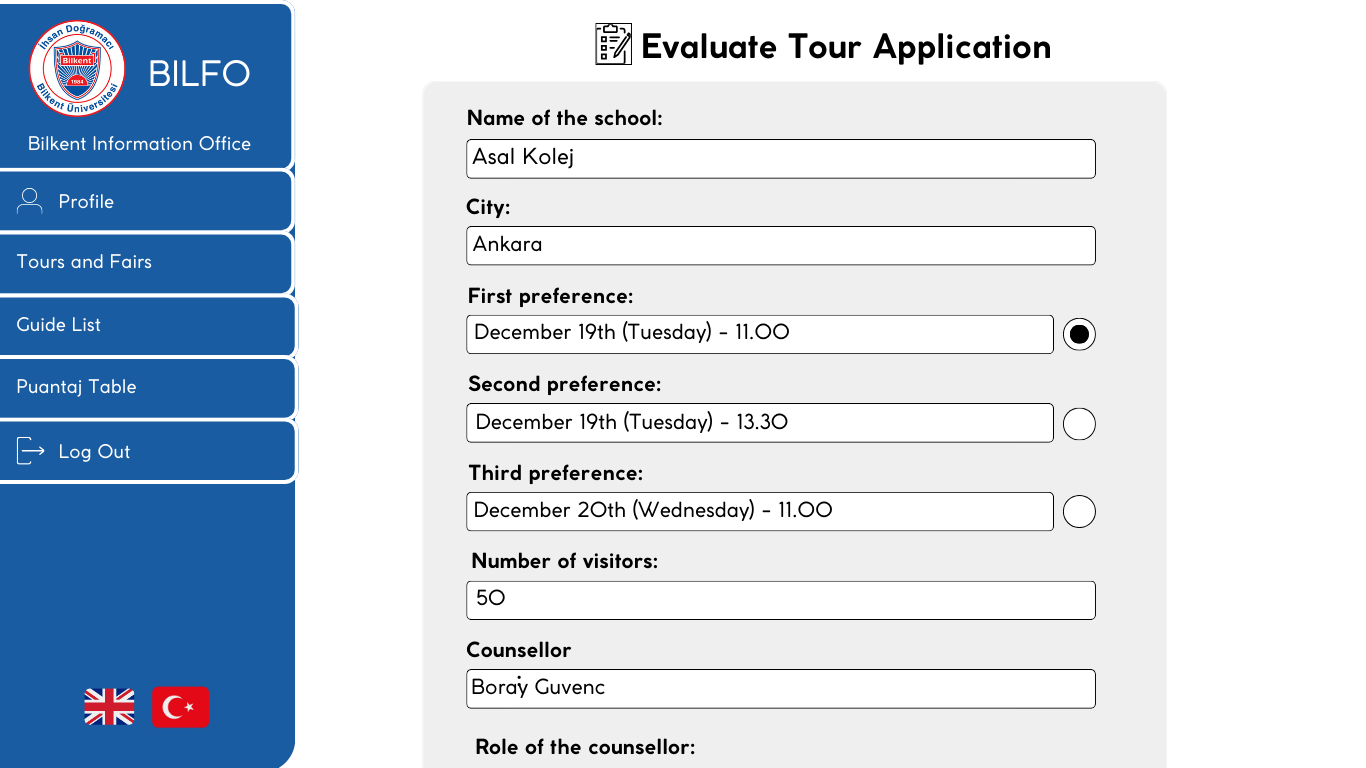 İhsan Doğramacı
Bilkent
1984
Bilkent Üniversitesi
BILFO
Bilkent Information Office
Profile
Tours and Fairs
Guide List
Puantaj Table
Log Out
Evaluate Tour Application
Name of the school:
Asal Kolej
City:
Ankara
First preference:
December 19th (Tuesday) - 11.00
Second preference:
December 19th (Tuesday) - 13.30
Third preference:
December 20th (Wednesday) - 11.00
Number of visitors:
50
Counsellor
Boray Guvenc
Role of the counsellor: